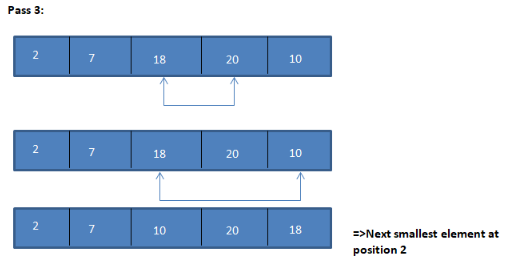 Pass 3:
2 7 18 20 10
2 7 18 20 10
2 7 10 20 18
=>Next smallest element at
position 2